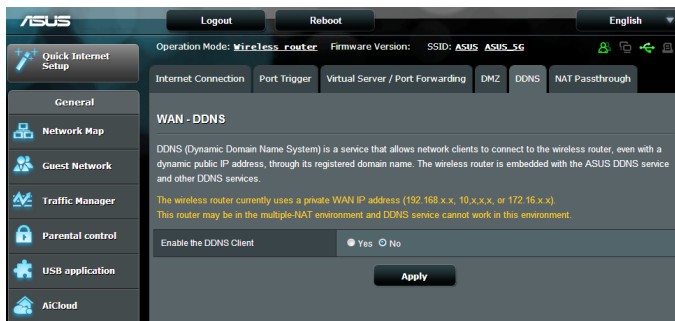 ASUS
Logout
Reboot
English
Quick Internet
Setup
Operation Mode: Wireless router Firmware Version: SSID: ASUS ASUS_5G
Internet Connection
Port Trigger
Virtual Server / Port Forwarding
DMZ
DDNS
NAT Passthrough
General
Network Map
Guest Network
Traffic Manager
Parental control
USB application
AiCloud
WAN - DDNS
DDNS (Dynamic Domain Name System) is a service that allows network clients to connect to the wireless router, even with a
dynamic public IP address, through its registered domain name. The wireless router is embedded with the ASUS DDNS service
and other DDNS services.
The wireless router currently uses a private WAN IP address (192.168.x.x, 10,x,x,x, or 172.16.x.x).
This router may be in the multiple-NAT environment and DDNS service cannot work in this environment.
Enable the DDNS Client
Yes No
Apply